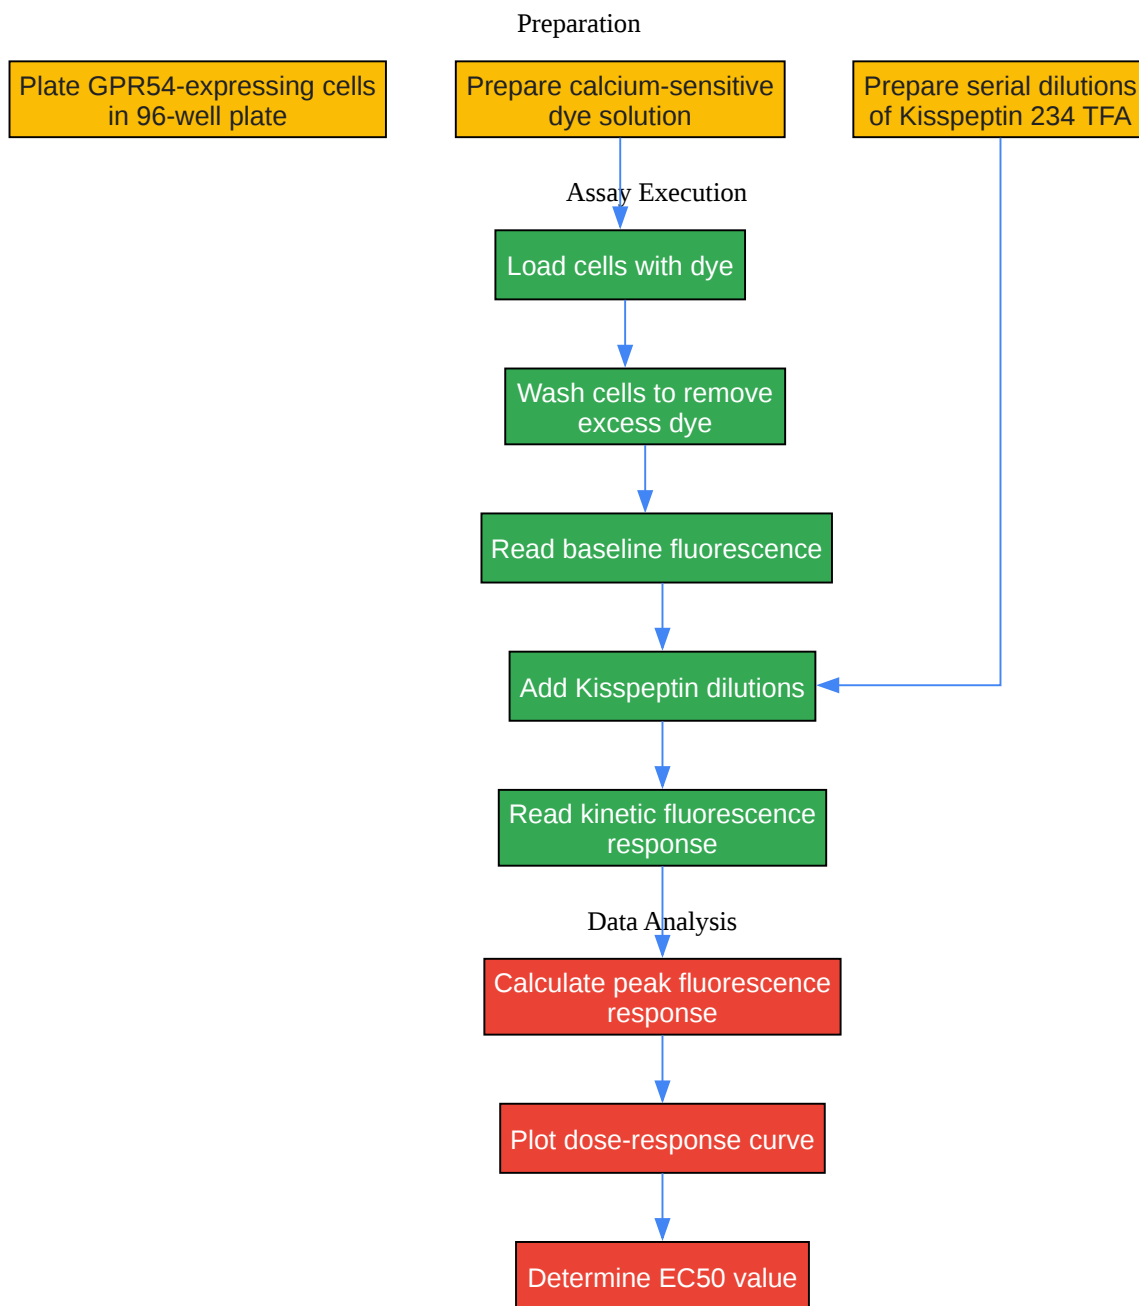 Preparation
Plate GPR54-expressing cells
in 96-well plate
Prepare calcium-sensitive
dye solution
Prepare serial dilutions
of Kisspeptin 234 TFA
Assay Execution
Load cells with dye
Wash cells to remove
excess dye
Read baseline fluorescence
Add Kisspeptin dilutions
Read kinetic fluorescence
response
Data Analysis
Calculate peak fluorescence
response
Plot dose-response curve
Determine EC50 value